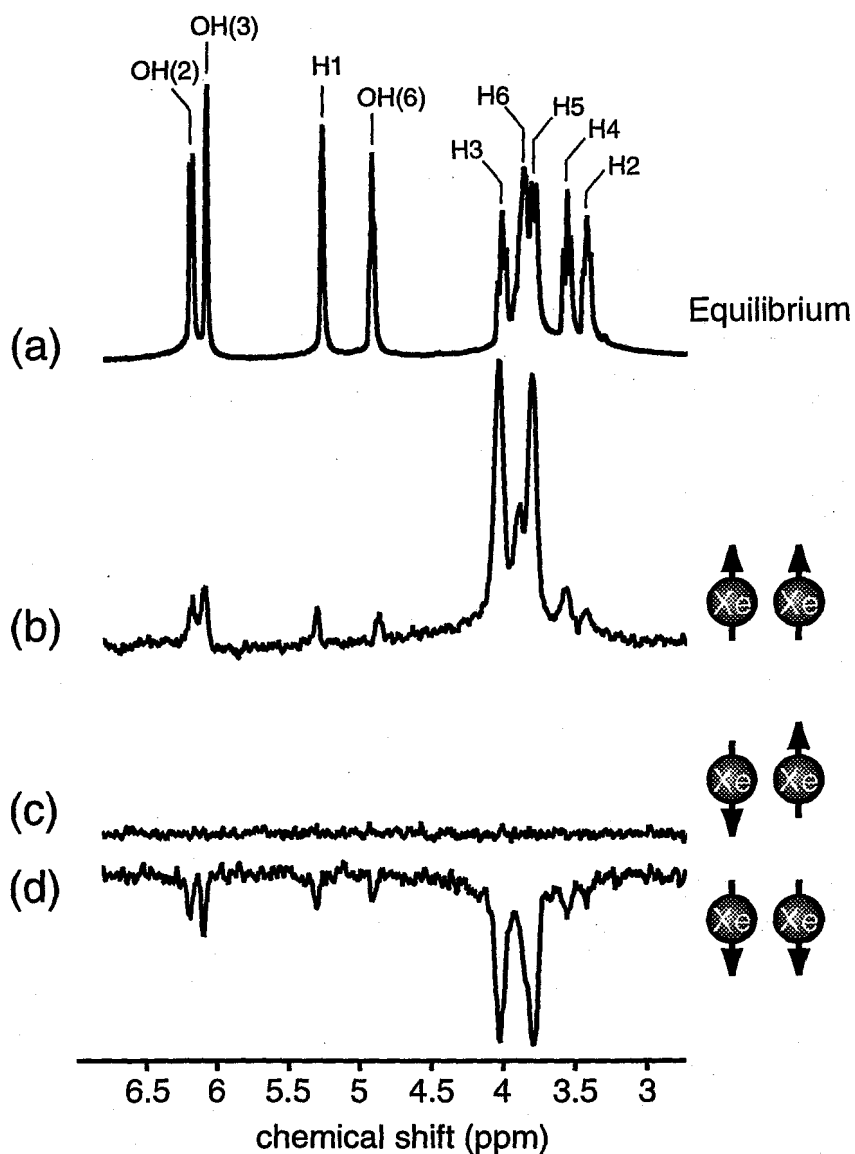 OH(3)
OH(2)
H1
OH(6)
H6
H5
H4
H3
H2
Equilibrium
(a)
(b)
Xe Xe
(c)
Xe Xe
(d)
Xe Xe
6.5 6 5.5 5 4.5 4 3.5 3
chemical shift (ppm)